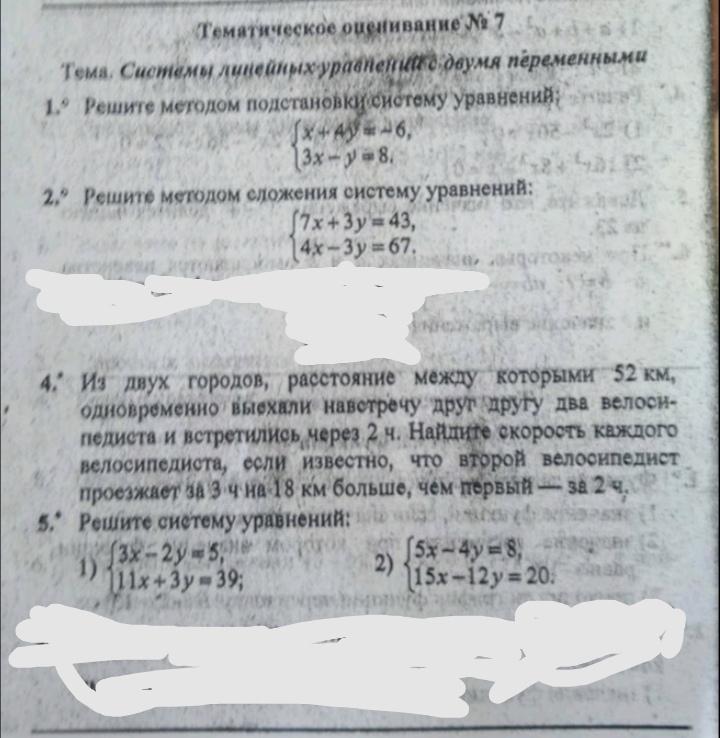 Тематическое оценивание № 7
Тема. Системы линейных уравнений с двумя переменными
1.° Решите методом подстановки систему уравнений:
{x + 4y = −6,
{3x − y = 8.
2.° Решите методом сложения систему уравнений:
{7x + 3y = 43,
{4x − 3y = 67.
4.• Из двух городов, расстояние между которыми 52 км,
одновременно выехали навстречу друг другу два велоси-
педиста и встретились через 2 ч. Найдите скорость каждого
велосипедиста, если известно, что второй велосипедист
проезжает за 3 ч на 18 км больше, чем первый — за 2 ч.
5.• Решите систему уравнений:
1) {3x − 2y = 5,
{11x + 3y = 39;
2) {5x − 4y = 8,
{15x − 12y = 20.